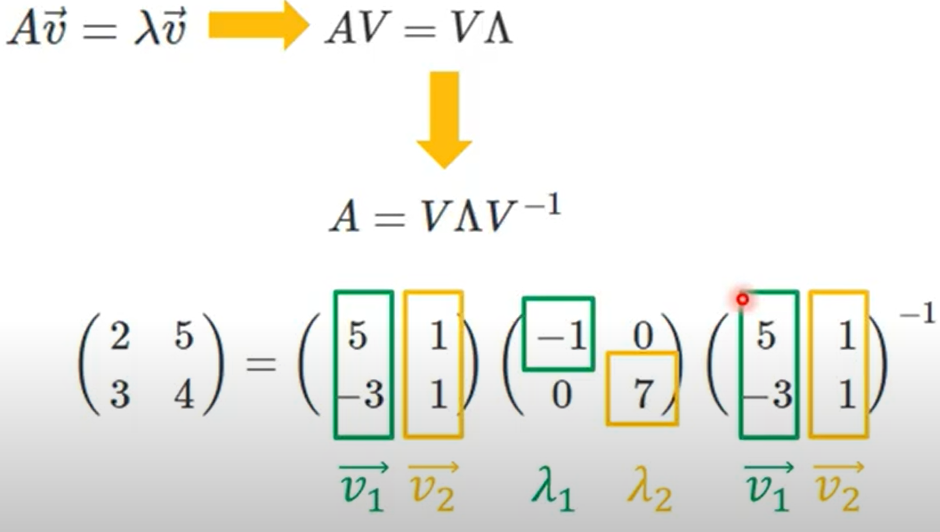 $A\vec{v} = \lambda\vec{v}$ $AV = V\Lambda$
$A = V\Lambda V^{-1}$
$\begin{pmatrix} 2 & 5 \\ 3 & 4 \end{pmatrix} = \begin{pmatrix} 5 & 1 \\ -3 & 1 \end{pmatrix} \begin{pmatrix} -1 & 0 \\ 0 & 7 \end{pmatrix} \begin{pmatrix} 5 & 1 \\ -3 & 1 \end{pmatrix}^{-1}$
$\overrightarrow{v_1}$ $\overrightarrow{v_2}$ $\lambda_1$ $\lambda_2$ $\overrightarrow{v_1}$ $\overrightarrow{v_2}$